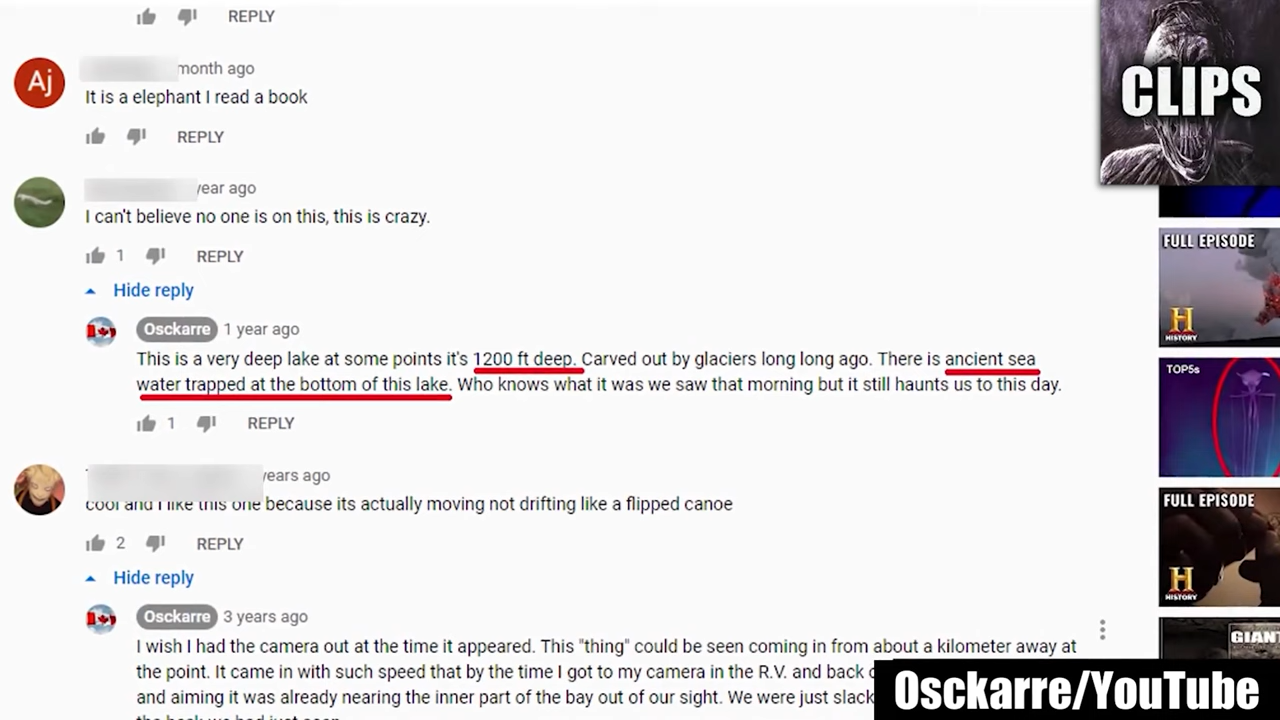 REPLY
Aj
month ago
It is a elephant I read a book
REPLY
year ago
I can't believe no one is on this, this is crazy.
1 REPLY
Hide reply
Osckarre 1 year ago
This is a very deep lake at some points it's 1200 ft deep. Carved out by glaciers long long ago. There is ancient sea
water trapped at the bottom of this lake. Who knows what it was we saw that morning but it still haunts us to this day.
1 REPLY
years ago
cool and I like this one because its actually moving not drifting like a flipped canoe
2 REPLY
Hide reply
Osckarre 3 years ago
I wish I had the camera out at the time it appeared. This "thing" could be seen coming in from about a kilometer away at
the point. It came in with such speed that by the time I got to my camera in the R.V. and back
and aiming it was already nearing the inner part of the bay out of our sight. We were just slack
CLIPS
FULL EPISODE
H
HISTORY
TOP5s
FULL EPISODE
H
HISTORY
GIANT
Osckarre/YouTube